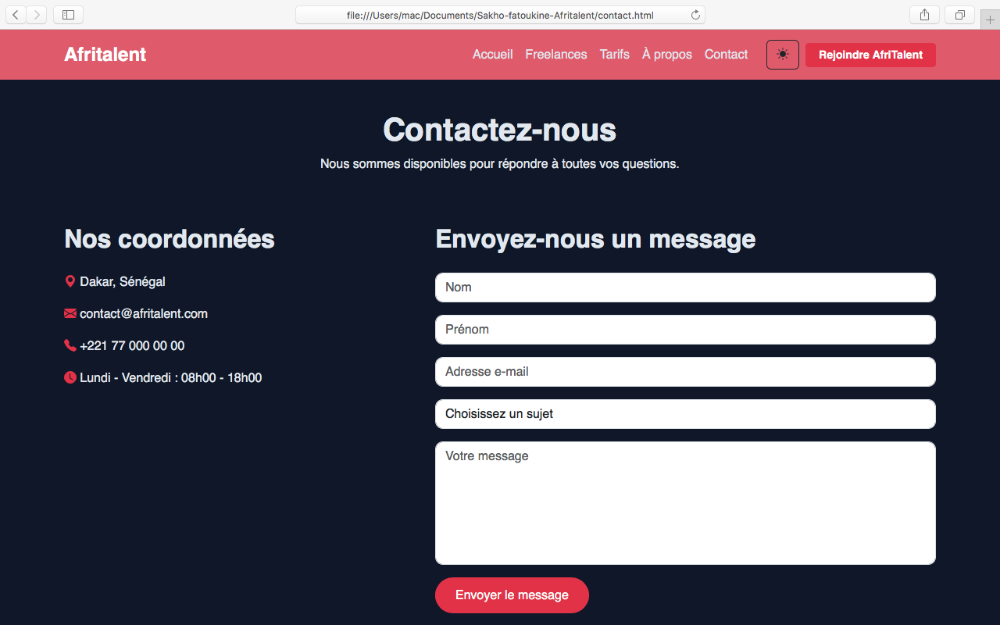 file:///Users/mac/Documents/Sakho-fatoukine-Afritalent/contact.html
Afritalent
Accueil Freelances Tarifs À propos Contact Rejoindre AfriTalent
Contactez-nous
Nous sommes disponibles pour répondre à toutes vos questions.
Nos coordonnées
Dakar, Sénégal
contact@afritalent.com
+221 77 000 00 00
Lundi - Vendredi : 08h00 - 18h00
Envoyez-nous un message
Nom
Prénom
Adresse e-mail
Choisissez un sujet
Votre message
Envoyer le message